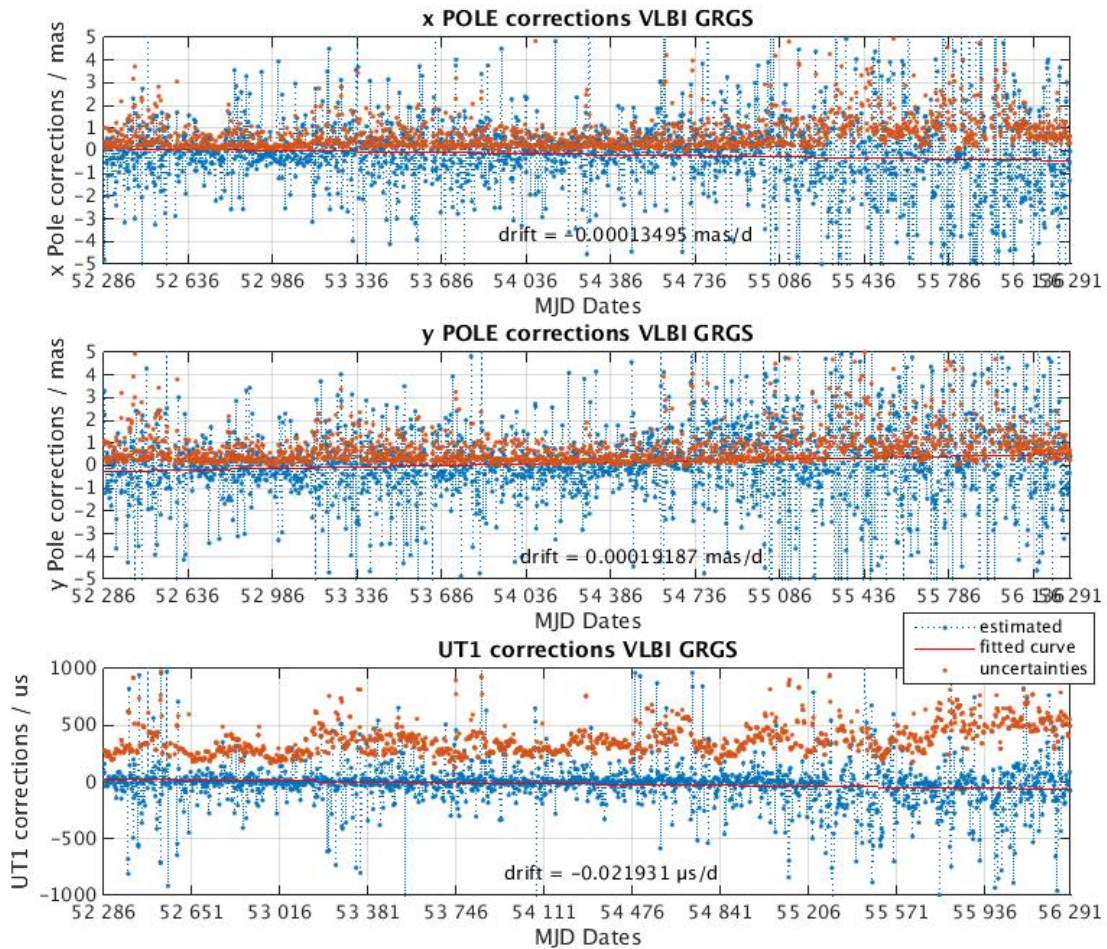 x POLE corrections VLBI GRGS
5
4
3
2
1
0
-1
-2
-3
-4
-5
x Pole corrections / mas
drift = -0.00013495 mas/d
52 286 52 636 52 986 53 336 53 686 54 036 54 386 54 736 55 086 55 436 55 786 56 136 56 291
MJD Dates
y POLE corrections VLBI GRGS
5
4
3
2
1
0
-1
-2
-3
-4
-5
y Pole corrections / mas
drift = 0.00019187 mas/d
52 286 52 636 52 986 53 336 53 686 54 036 54 386 54 736 55 086 55 436 55 786 56 136 56 291
MJD Dates
estimated
fitted curve
uncertainties
UT1 corrections VLBI GRGS
1000
500
0
-500
-1000
UT1 corrections / us
drift = -0.021931 µs/d
52 286 52 651 53 016 53 381 53 746 54 111 54 476 54 841 55 206 55 571 55 936 56 291
MJD Dates